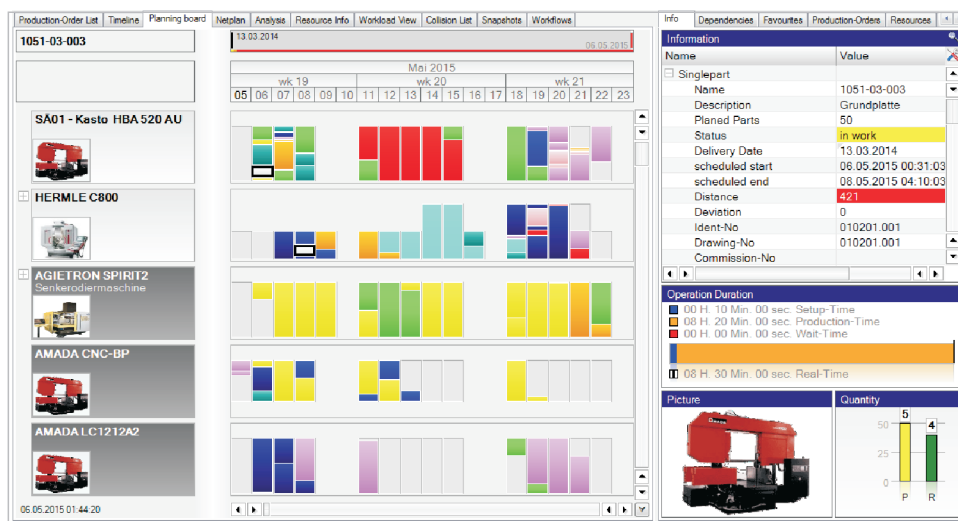 Production-Order List Timeline Planning board Netplan Analysis Resource Info Workload View Collision List Snapshots Workflows
1051-03-003
13.03.2014
06.05.2015
Mai 2015
wk 19 wk 20 wk 21
05 06 07 08 09 10 11 12 13 14 15 16 17 18 19 20 21 22 23
SÄ01 - Kasto HBA 520 AU
HERMLE C800
AGIETRON SPIRIT2
Senkerodiermaschine
AMADA CNC-BP
AMADA LC1212A2
06.05.2015 01:44:20
Info Dependencies Favourites Production-Orders Resources
Information
Name Value
Singlepart
Name 1051-03-003
Description Grundplatte
Planed Parts 50
Status in work
Delivery Date 13.03.2014
scheduled start 06.05.2015 00:31:03
scheduled end 08.05.2015 04:10:03
Distance 421
Deviation 0
Ident-No 010201.001
Drawing-No 010201.001
Commission-No
Operation Duration
00 H. 10 Min. 00 sec. Setup-Time
08 H. 20 Min. 00 sec. Production-Time
00 H. 00 Min. 00 sec. Wait-Time
08 H. 30 Min. 00 sec. Real-Time
Picture
Quantity
5
4
50
25
0
P R